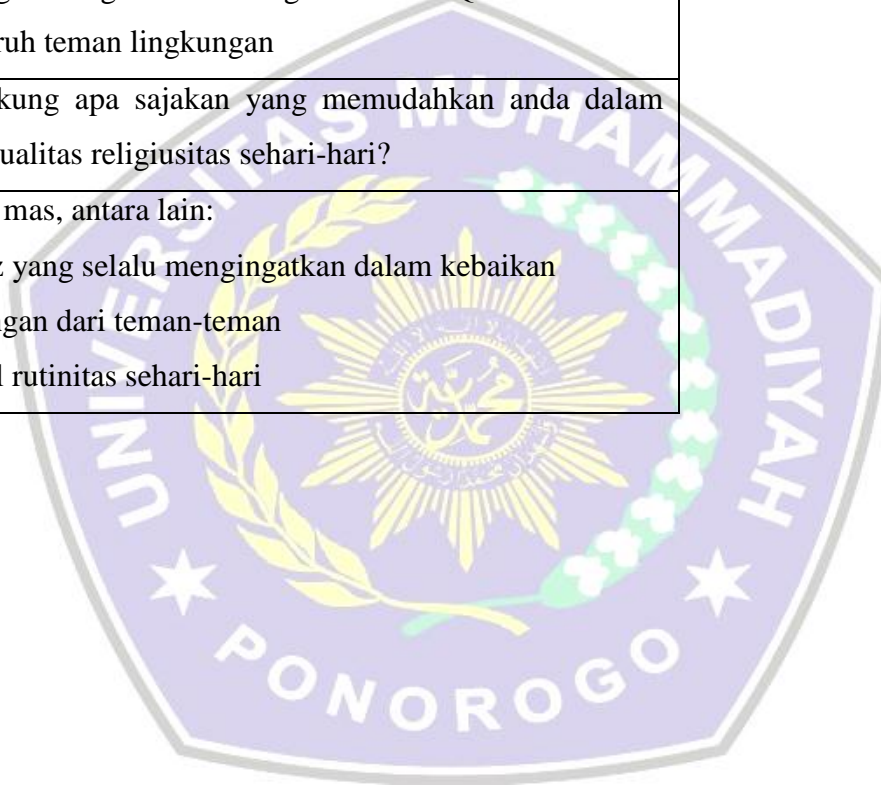 ruh teman lingkungan
kung apa sajakan yang memudahkan anda dalam
ualitas religiusitas sehari-hari?
mas, antara lain:
z yang selalu mengingatkan dalam kebaikan
ngan dari teman-teman
l rutinitas sehari-hari
UNIVERSITAS MUHAMMADIYAH
PONOROGO